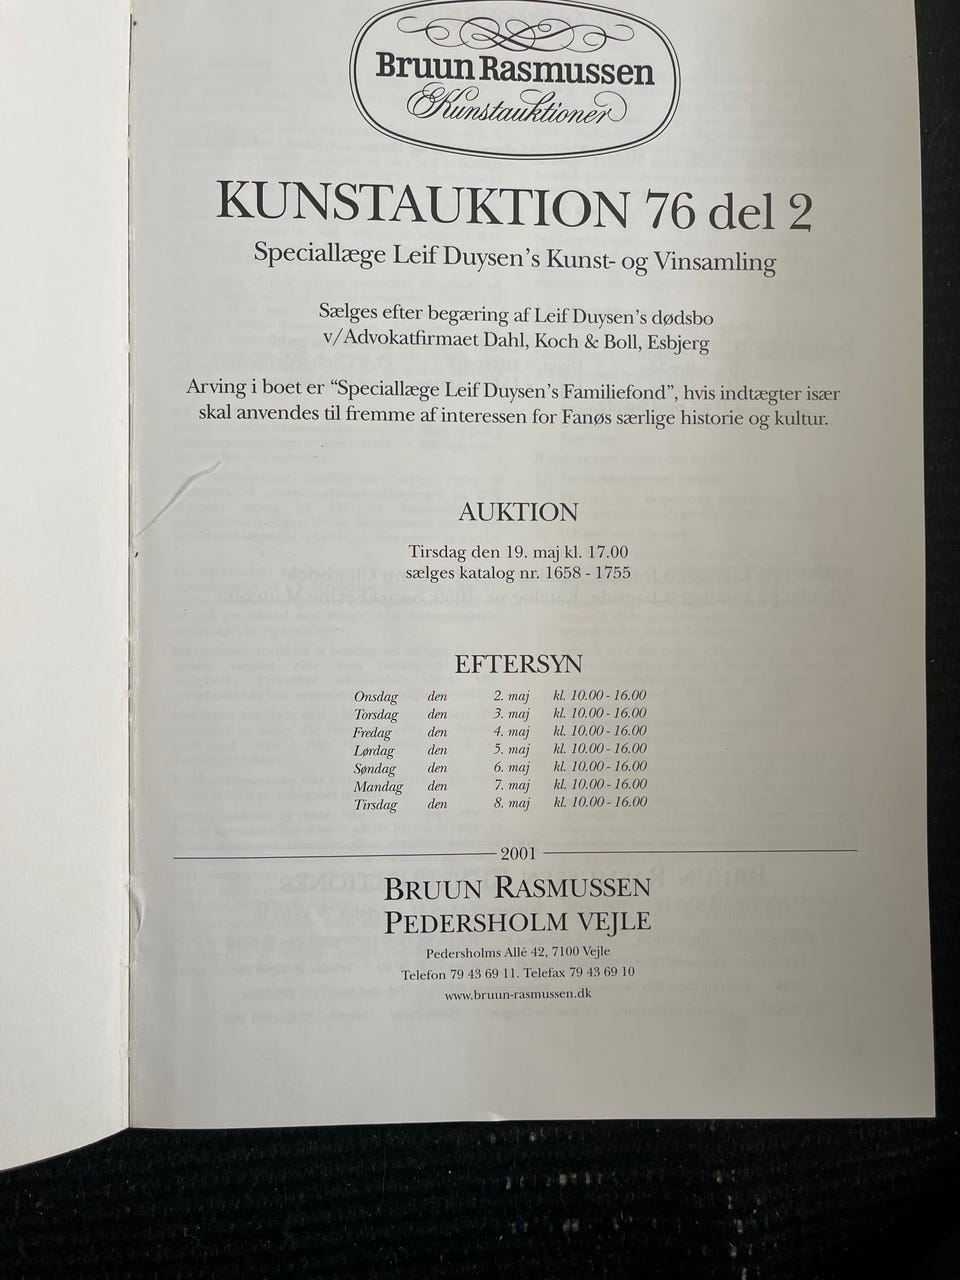 Bruun Rasmussen
Kunstauktioner
KUNSTAUKTION 76 del 2
Speciallæge Leif Duysen's Kunst- og Vinsamling
Sælges efter begæring af Leif Duysen's dødsbo
v/Advokatfirmaet Dahl, Koch & Boll, Esbjerg
Arving i boet er "Speciallæge Leif Duysen's Familiefond", hvis indtægter især
skal anvendes til fremme af interessen for Fanøs særlige historie og kultur.
AUKTION
Tirsdag den 19. maj kl. 17.00
sælges katalog nr. 1658 - 1755
EFTERSYN
Onsdag den 2. maj kl. 10.00 - 16.00
Torsdag den 3. maj kl. 10.00 - 16.00
Fredag den 4. maj kl. 10.00 - 16.00
Lørdag den 5. maj kl. 10.00 - 16.00
Søndag den 6. maj kl. 10.00 - 16.00
Mandag den 7. maj kl. 10.00 - 16.00
Tirsdag den 8. maj kl. 10.00 - 16.00
2001
BRUUN RASMUSSEN
PEDERSHOLM VEJLE
Pedersholms Allé 42, 7100 Vejle
Telefon 79 43 69 11. Telefax 79 43 69 10
www.bruun-rasmussen.dk